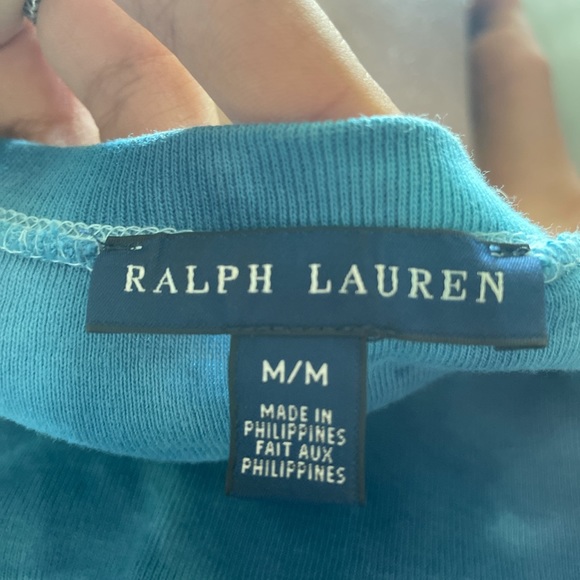 RALPH LAUREN
M/M
MADE IN
PHILIPPINES
FAIT AUX
PHILIPPINES